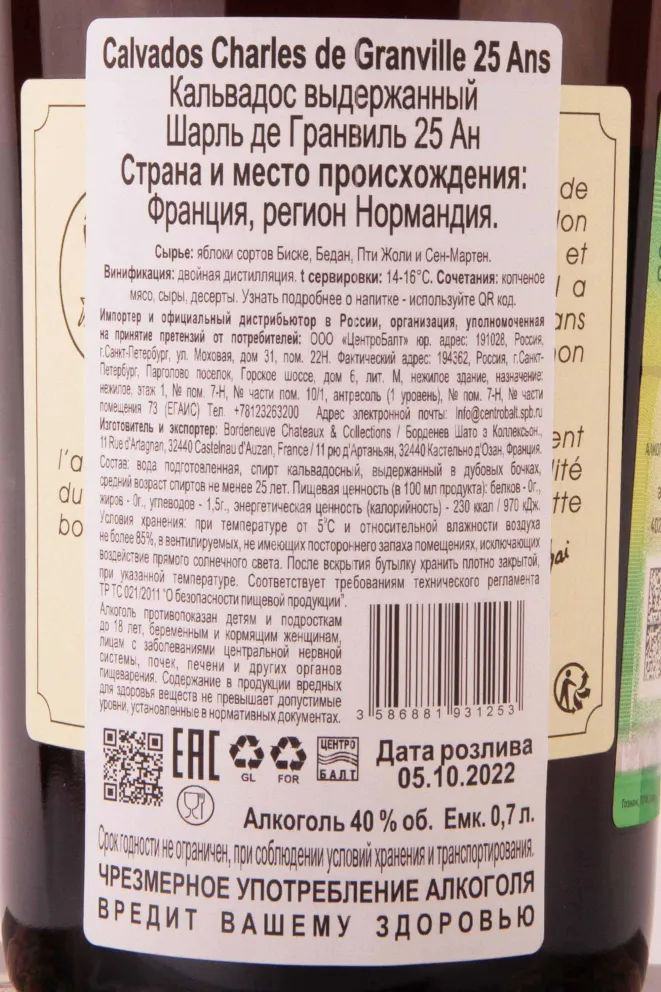 Calvados Charles de Granville 25 Ans
Кальвадос выдержанный
Шарль де Гранвиль 25 Ан
Страна и место происхождения:
Франция, регион Нормандия.
Сырье: яблоки сортов Биске, Бедан, Пти Жоли и Сен-Мартен.
Винификация: двойная дистилляция. t сервировки: 14-16°С. Сочетания: копченое
мясо, сыры, десерты. Узнать подробнее о напитке - используйте QR код.
Импортер и официальный дистрибьютор в России, организация, уполномоченная
на принятие претензий от потребителей: ООО «ЦентроБалт» юр. адрес: 191028, Россия,
г.Санкт-Петербург, ул. Моховая, дом 31, пом. 22Н. Фактический адрес: 194362, Россия, г.Санкт-
Петербург, Парголово поселок, Горское шоссе, дом 6, лит. М, нежилое здание, назначение:
нежилое, этаж 1, № пом. 7-Н, № части пом. 10/1, антресоль (1 уровень), № пом. 7-Н, № части
помещения 73 (ЕГАИС) Тел. +78123263200 Адрес электронной почты: Info@centrobalt.spb.ru
Изготовитель и экспортер: Bordeneuve Chateaux & Collections / Борденев Шато э Коллексьон.,
11 Rue d'Artagnan, 32440 Castelnau d'Auzan, France / 11 рю д'Артаньян, 32440 Кастельно д'Озан, Франция.
Состав: вода подготовленная, спирт кальвадосный, выдержанный в дубовых бочках,
средний возраст спиртов не менее 25 лет. Пищевая ценность (в 100 мл продукта): белков - 0г.,
жиров - 0г., углеводов - 1,5г., энергетическая ценность (калорийность) - 230 ккал / 970 кДж.
Условия хранения: при температуре от 5°С и относительной влажности воздуха
не более 85%, в вентилируемых, не имеющих постороннего запаха помещениях, исключающих
воздействие прямого солнечного света. После вскрытия бутылку хранить плотно закрытой,
при указанной температуре. Соответствует требованиям технического регламента
ТР ТС 021/2011 "О безопасности пищевой продукции".
Алкоголь противопоказан детям и подросткам
до 18 лет, беременным и кормящим женщинам,
лицам с заболеваниями центральной нервной
системы, почек, печени и других органов
пищеварения. Содержание в продукции вредных
для здоровья веществ не превышает допустимые
уровни, установленные в нормативных документах.
3 586881 931253
ЕАС
GL
FOR
ЦЕНТРО
БАЛТ
Дата розлива
05.10.2022
Алкоголь 40 % об. Емк. 0,7 л.
Срок годности не ограничен, при соблюдении условий хранения и транспортирования.
ЧРЕЗМЕРНОЕ УПОТРЕБЛЕНИЕ АЛКОГОЛЯ
ВРЕДИТ ВАШЕМУ ЗДОРОВЬЮ
de
et
a
l'a
du